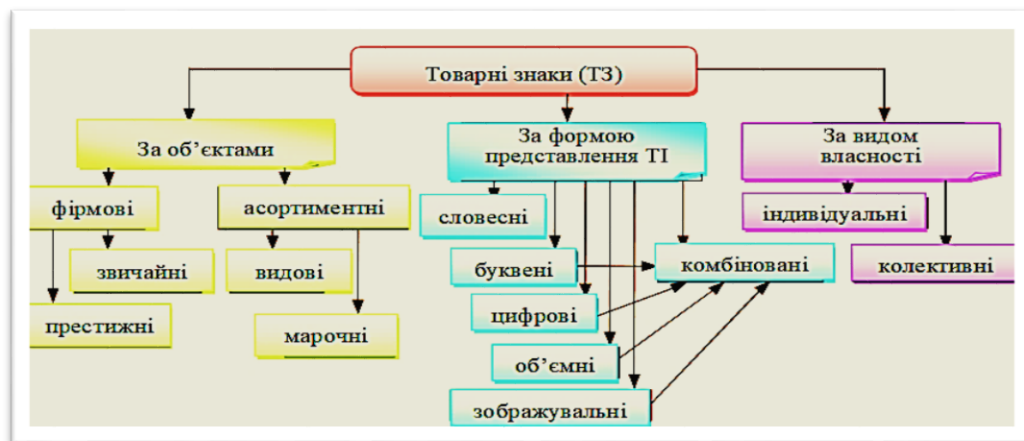 Товарні знаки (ТЗ)
За об’єктами
За формою
представлення ТІ
За видом
власності
фірмові
асортиментні
словесні
індивідуальні
звичайні
видові
буквені
комбіновані
колективні
престижні
марочні
цифрові
об’ємні
зображувальні